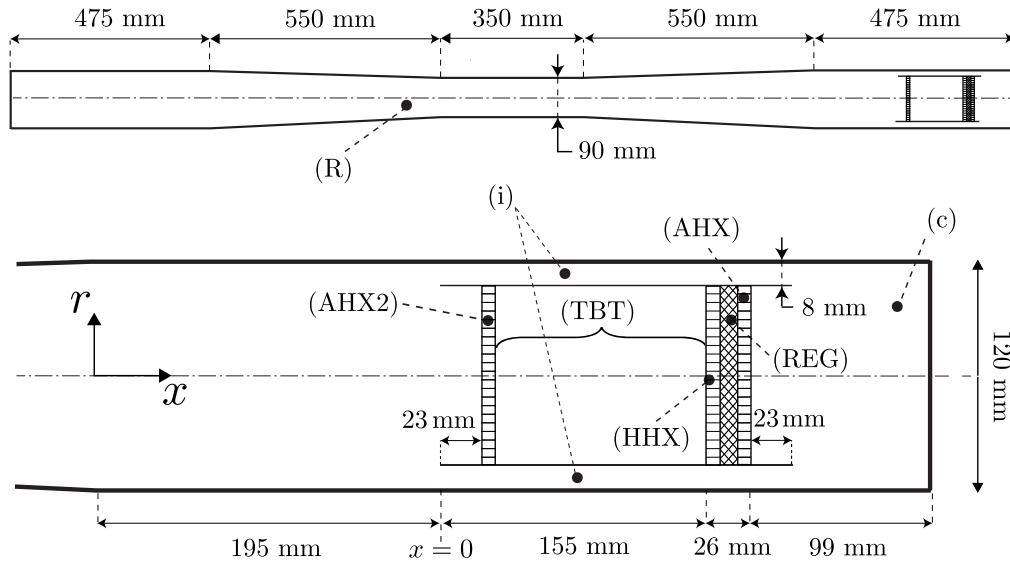 475 mm 550 mm 350 mm 550 mm 475 mm
90 mm
(R)
(i)
(AHX)
(c)
r
(AHX2)
(TBT)
8 mm
(REG)
120 mm
x
23 mm
23 mm
(HHX)
195 mm x = 0 155 mm 26 mm 99 mm